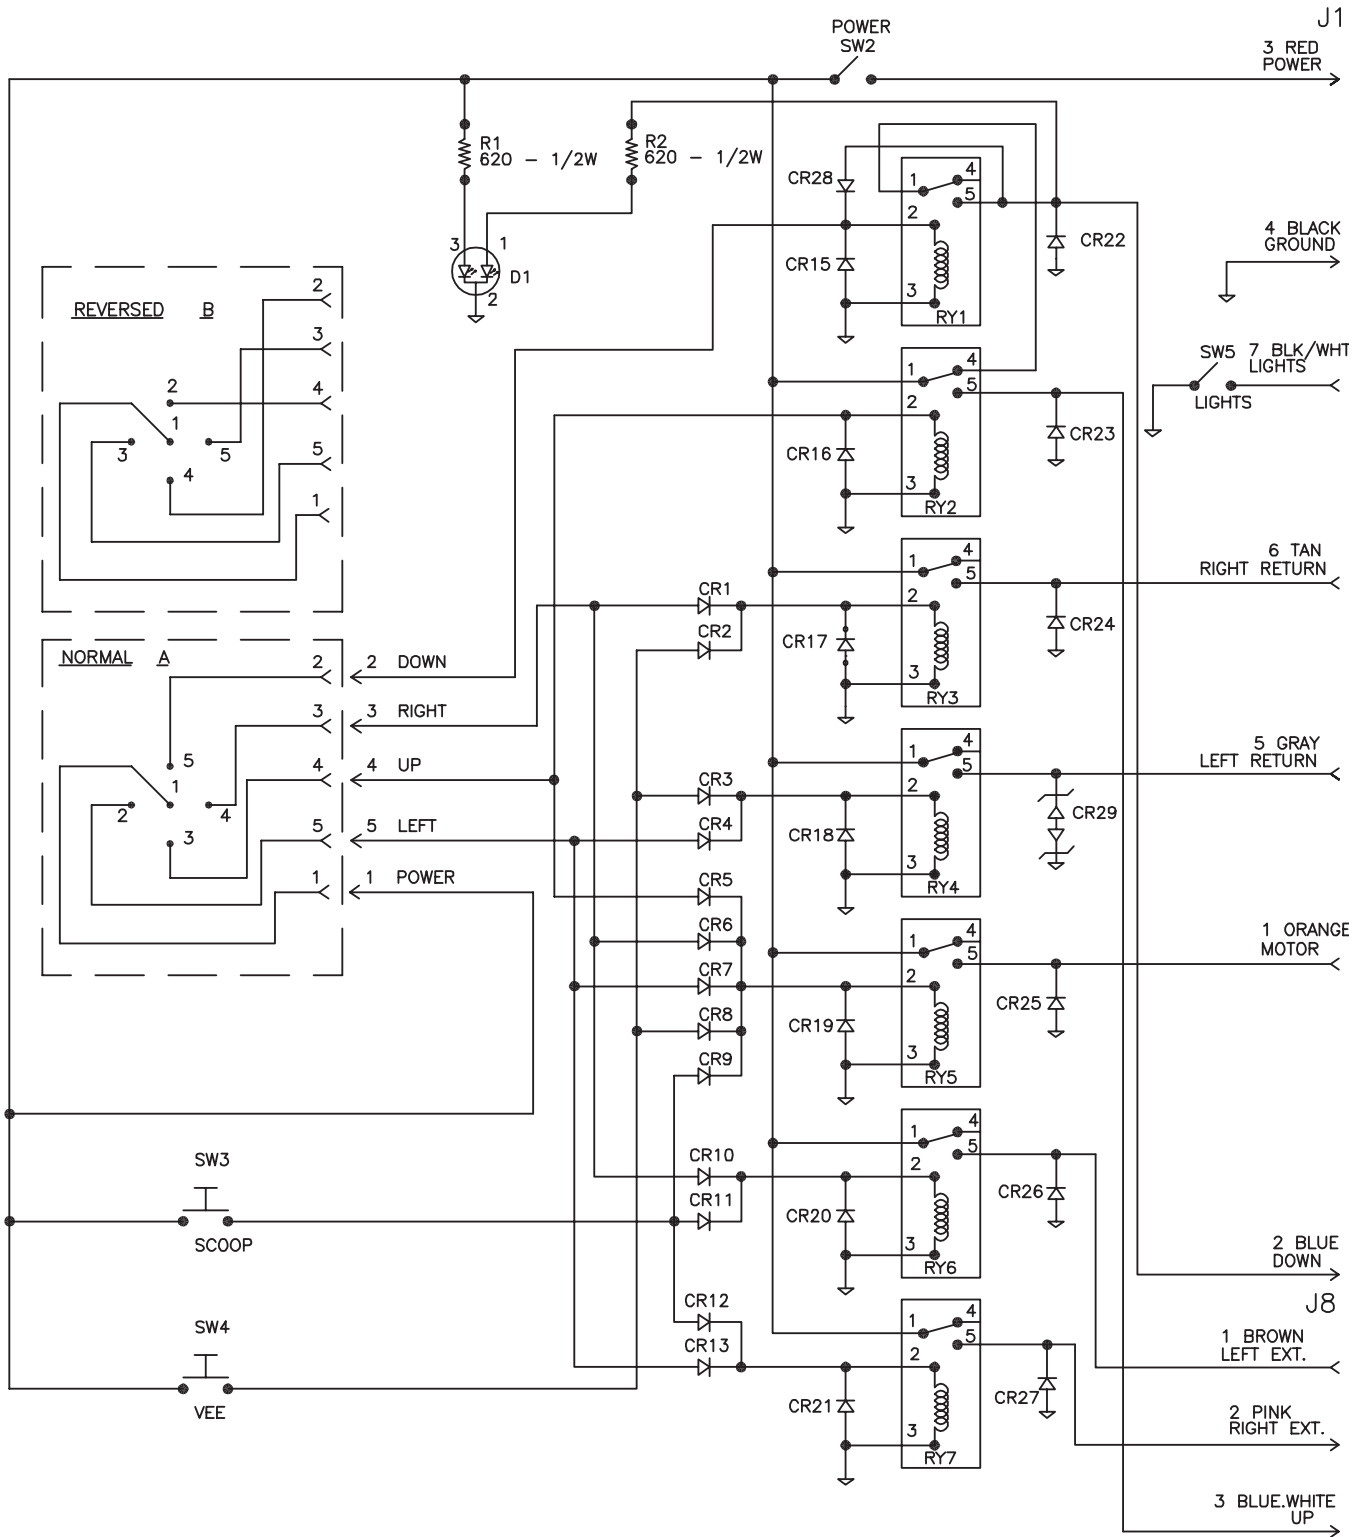 J1
POWER
SW2
3 RED
POWER
R1
620 - 1/2W
R2
620 - 1/2W
CR28
1
4
5
2
3
RY1
CR15
CR22
3
1
D1
2
4 BLACK
GROUND
SW5
7 BLK/WHT
LIGHTS
LIGHTS
REVERSED B
2
3
4
5
1
2
1
3
5
4
1
4
5
2
3
RY2
CR16
CR23
6 TAN
RIGHT RETURN
CR1
CR2
CR17
1
4
5
2
3
RY3
CR24
NORMAL A
2
2 DOWN
3
3 RIGHT
4
4 UP
5
5 LEFT
1
1 POWER
5
1
2
4
3
5 GRAY
LEFT RETURN
CR3
CR4
CR18
1
4
5
2
3
RY4
CR29
CR5
CR6
CR7
CR8
CR9
1 ORANGE
MOTOR
1
4
5
2
3
RY5
CR19
CR25
SW3
SCOOP
CR10
CR11
CR20
1
4
5
2
3
RY6
CR26
2 BLUE
DOWN
J8
SW4
VEE
CR12
CR13
CR21
1
4
5
2
3
RY7
CR27
1 BROWN
LEFT EXT.
2 PINK
RIGHT EXT.
3 BLUE.WHITE
UP